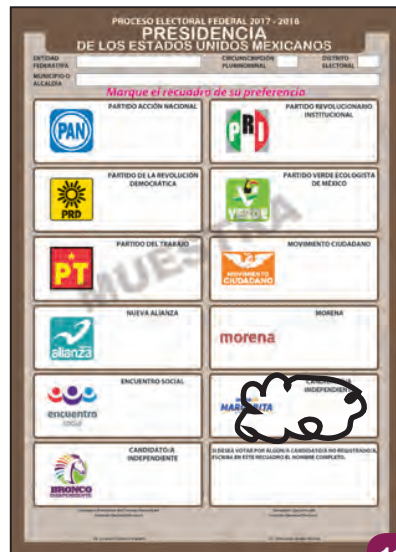 PROCESO ELECTORAL FEDERAL 2017 - 2018
PRESIDENCIA
DE LOS ESTADOS UNIDOS MEXICANOS
ENTIDAD FEDERATIVA
CIRCUNSCRIPCIÓN PLURINOMINAL
DISTRITO ELECTORAL
MUNICIPIO O ALCALDÍA
Marque el recuadro de su preferencia
PARTIDO ACCIÓN NACIONAL
PAN
PARTIDO REVOLUCIONARIO
INSTITUCIONAL
PRI
PARTIDO DE LA REVOLUCIÓN
DEMOCRÁTICA
PRD
PARTIDO VERDE ECOLOGISTA
DE MÉXICO
VERDE
MUESTRA
PARTIDO DEL TRABAJO
PT
MOVIMIENTO CIUDADANO
MOVIMIENTO
CIUDADANO
NUEVA ALIANZA
alianza
MORENA
morena
ENCUENTRO SOCIAL
encuentro
social
CANDIDATO/A
INDEPENDIENTE
MARGARITA
CANDIDATO/A
INDEPENDIENTE
BRONCO
INDEPENDIENTE
SI DESEA VOTAR POR ALGÚN/A CANDIDATO/A NO REGISTRADO/A,
ESCRIBA EN ESTE RECUADRO EL NOMBRE COMPLETO.